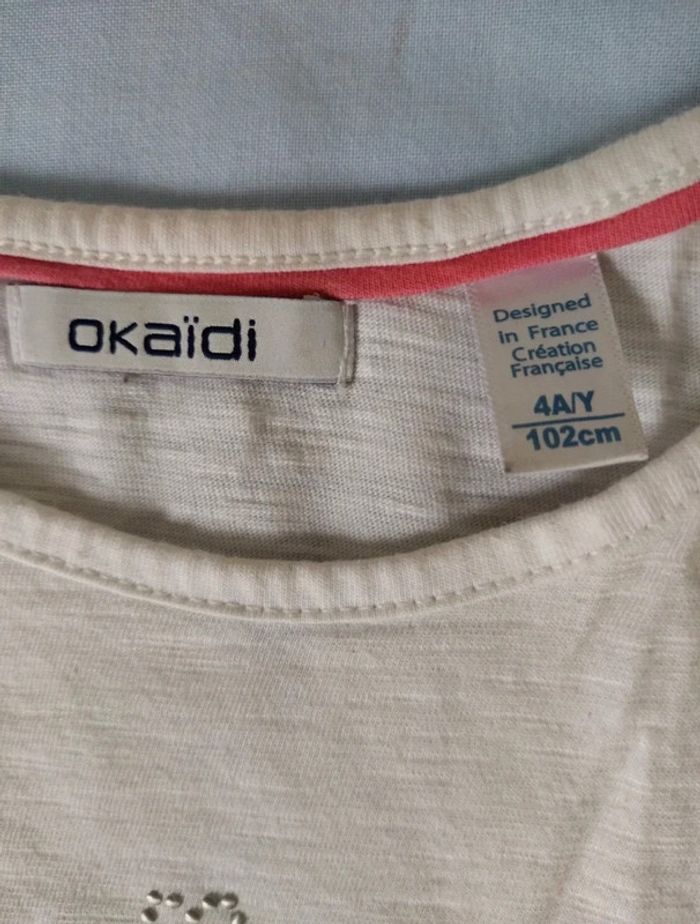 okaïdi
Designed
in France
Création
Française
4A/Y
102cm